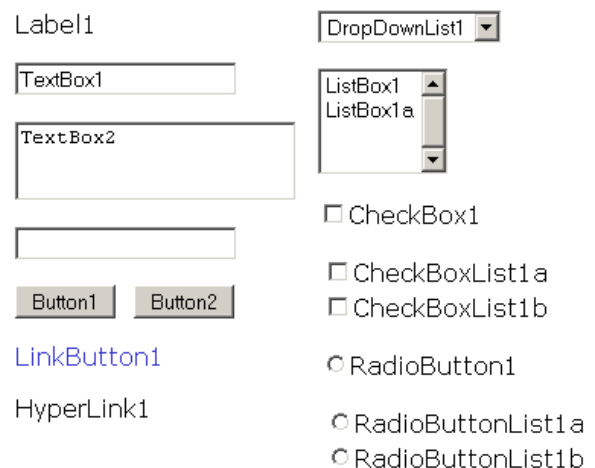 Label1
TextBox1
TextBox2
Button1 Button2
LinkButton1
HyperLink1
DropDownList1
ListBox1
ListBox1a
CheckBox1
CheckBoxList1a
CheckBoxList1b
RadioButton1
RadioButtonList1a
RadioButtonList1b